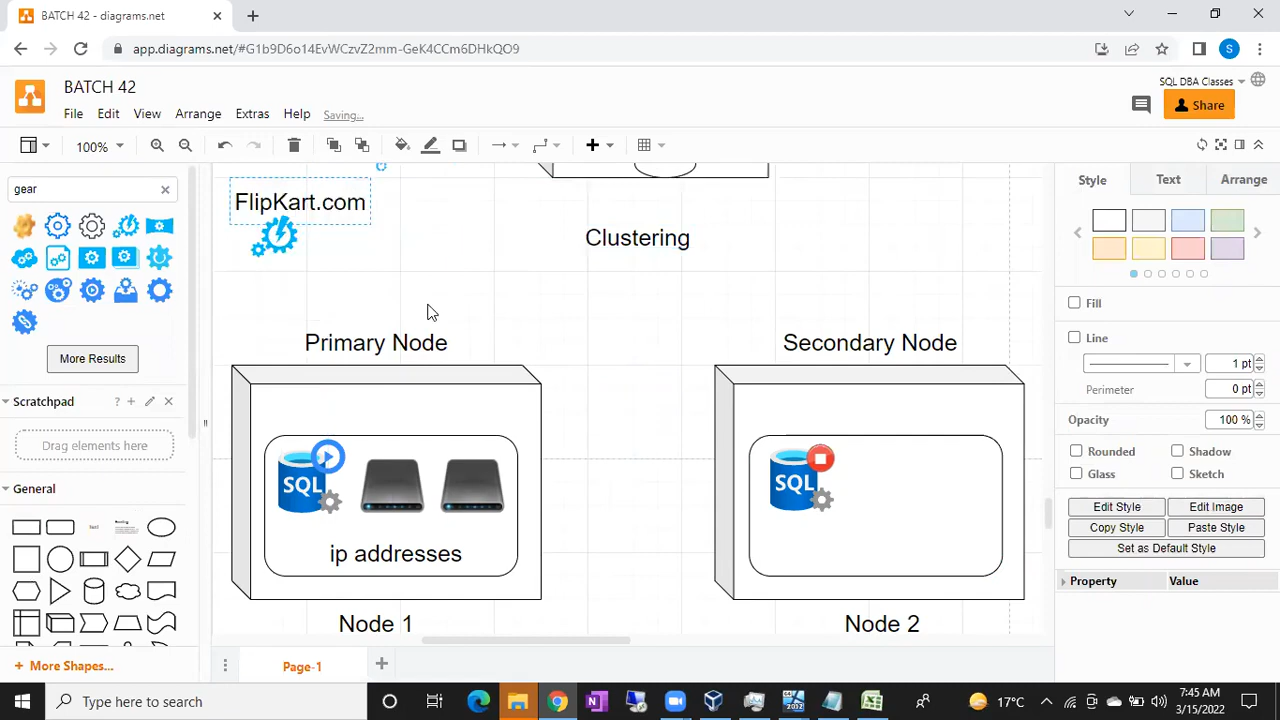 BATCH 42 - diagrams.net
app.diagrams.net/#G1b9D6o14EvWCzvZ2mm-GeK4CCm6DHkQO9
S
BATCH 42
SQL DBA Classes
File Edit View Arrange Extras Help Saving...
Share
100%
gear
Style Text Arrange
FlipKart.com
Clustering
Fill
Primary Node
Secondary Node
Line
1 pt
More Results
Perimeter
0 pt
Scratchpad
?
Opacity
100 %
Drag elements here
Rounded
Shadow
SQL
SQL
Glass
Sketch
General
Edit Style
Edit Image
Text
Heading
Copy Style
Paste Style
ip addresses
Set as Default Style
Property
Value
Node 1
Node 2
More Shapes...
Page-1
Type here to search
2012
17°C
7:45 AM
3/15/2022